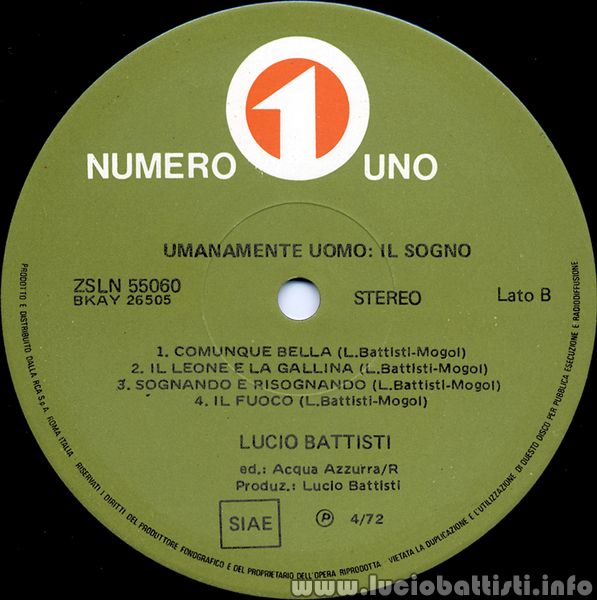 1
NUMERO UNO
UMANAMENTE UOMO: IL SOGNO
ZSLN 55060
BKAY 26505
STEREO
Lato B
1. COMUNQUE BELLA (L.Battisti-Mogol)
2. IL LEONE E LA GALLINA (L.Battisti-Mogol)
3. SOGNANDO E RISOGNANDO (L.Battisti-Mogol)
4. IL FUOCO (L.Battisti-Mogol)
LUCIO BATTISTI
ed.: Acqua Azzurra/R
Produz.: Lucio Battisti
SIAE
Ⓟ 4/72
PRODOTTO E DISTRIBUITO DALLA RCA S.p.A. ROMA ITALIA - RISERVATI I DIRITTI DEL PRODUTTORE FONOGRAFICO E DEL PROPRIETARIO DELL'OPERA RIPRODOTTA - VIETATA LA DUPLICAZIONE E L'UTILIZZAZIONE DI QUESTO DISCO PER PUBBLICA ESECUZIONE E RADIODIFFUSIONE
www.luciobattisti.info